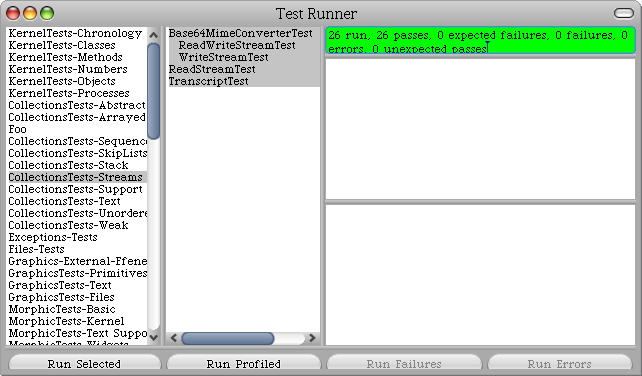 Test Runner
KernelTests-Chronology
KernelTests-Classes
KernelTests-Methods
KernelTests-Numbers
KernelTests-Objects
KernelTests-Processes
CollectionsTests-Abstract
CollectionsTests-Arrayed
Foo
CollectionsTests-Sequence
CollectionsTests-SkipLists
CollectionsTests-Stack
CollectionsTests-Streams
CollectionsTests-Support
CollectionsTests-Text
CollectionsTests-Unordere
CollectionsTests-Weak
Exceptions-Tests
Files-Tests
Graphics-External-Ffene
GraphicsTests-Primitives
GraphicsTests-Text
GraphicsTests-Files
MorphicTests-Basic
MorphicTests-Kernel
MorphicTests-Text Suppo
MorphicTests-Widgets
Base64MimeConverterTest
ReadWriteStreamTest
WriteStreamTest
ReadStreamTest
TranscriptTest
26 run, 26 passes, 0 expected failures, 0 failures, 0
errors, 0 unexpected passes
Run Selected
Run Profiled
Run Failures
Run Errors